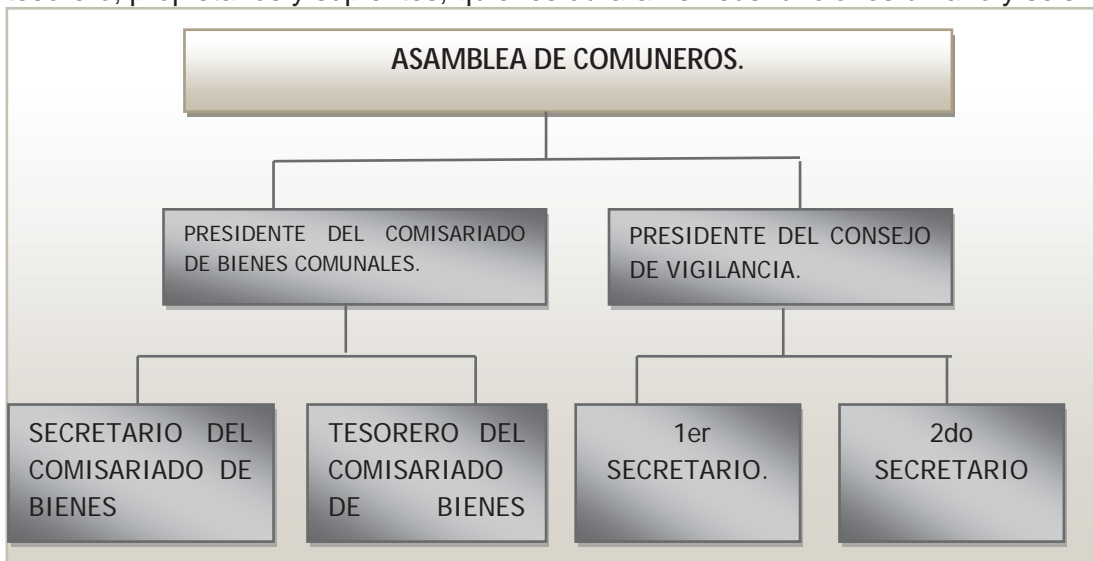 ASAMBLEA DE COMUNEROS.
PRESIDENTE DEL COMISARIADO
DE BIENES COMUNALES.
PRESIDENTE DEL CONSEJO
DE VIGILANCIA.
SECRETARIO DEL
COMISARIADO DE
BIENES
TESORERO DEL
COMISARIADO
DE BIENES
1er
SECRETARIO.
2do
SECRETARIO